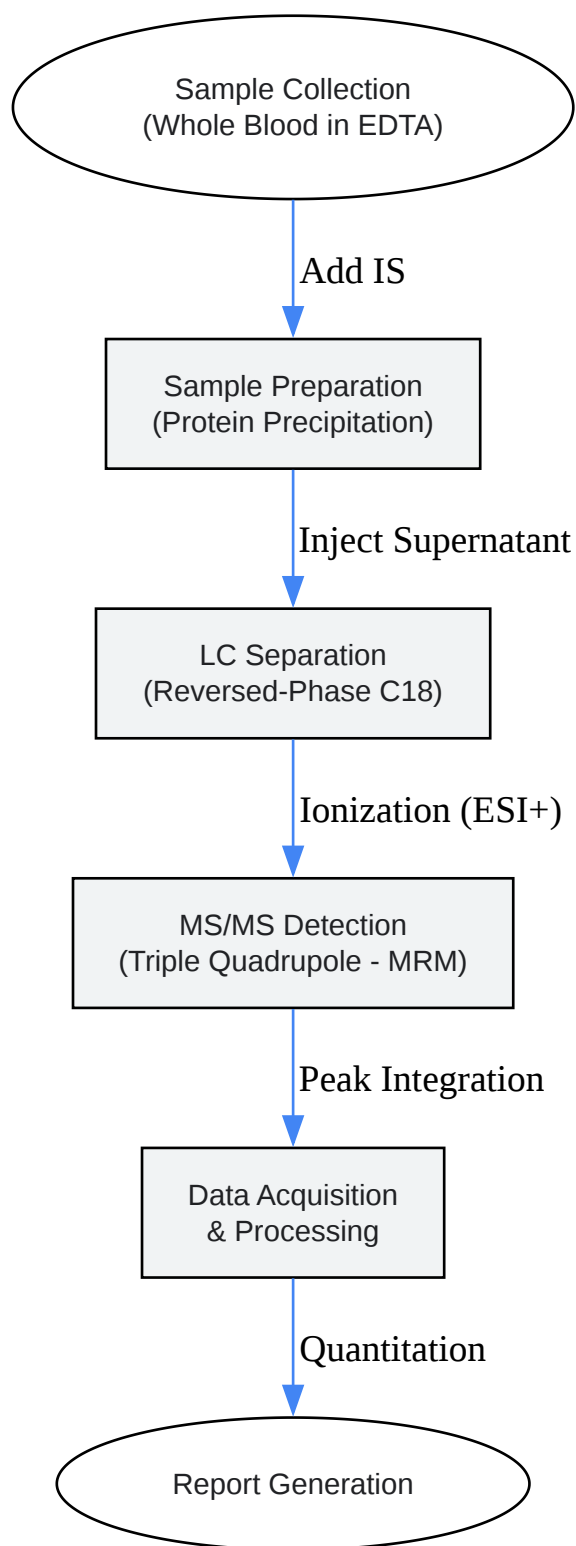 Sample Collection
(Whole Blood in EDTA)
Add IS
Sample Preparation
(Protein Precipitation)
Inject Supernatant
LC Separation
(Reversed-Phase C18)
Ionization (ESI+)
MS/MS Detection
(Triple Quadrupole - MRM)
Peak Integration
Data Acquisition
& Processing
Quantitation
Report Generation